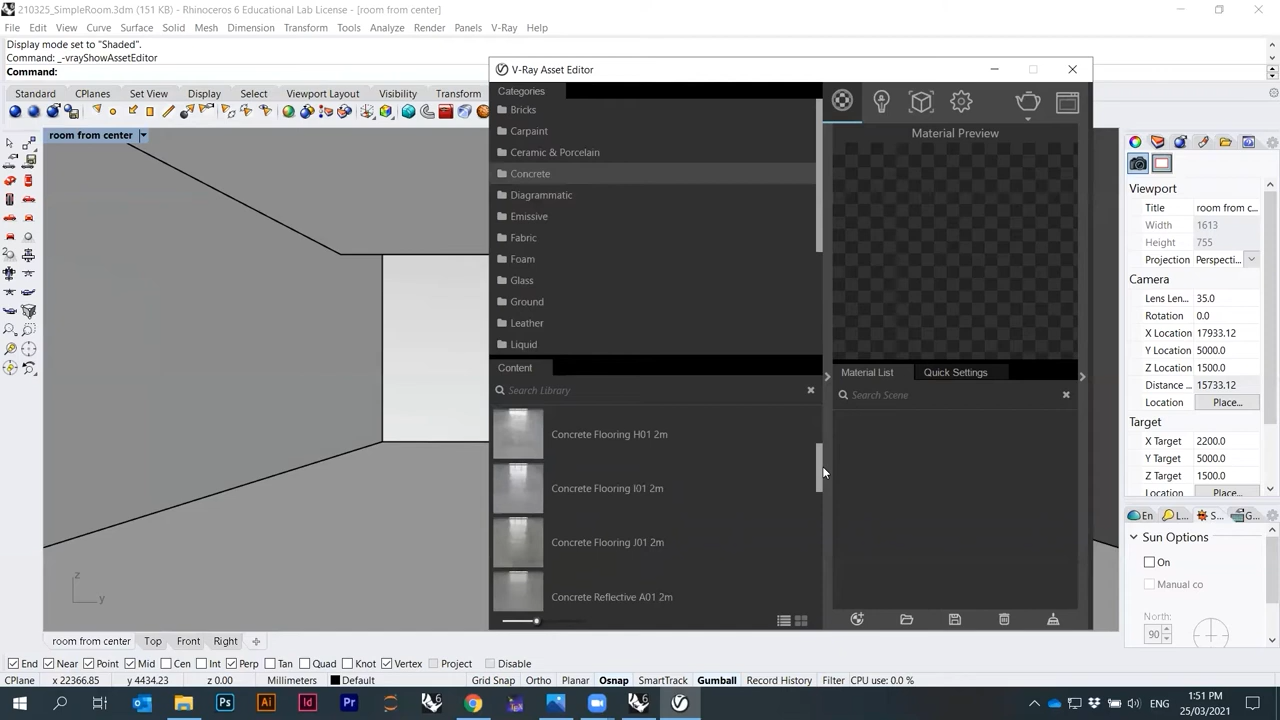 210325_SimpleRoom.3dm (151 KB) - Rhinoceros 6 Educational Lab License - [room from center]
File Edit View Curve Surface Solid Mesh Dimension Transform Tools Analyze Render Panels V-Ray Help
Display mode set to "Shaded".
Command: _-vrayShowAssetEditor
Command:
Standard CPlanes Set View Display Select Viewport Layout Visibility Transform
room from center
V-Ray Asset Editor
Categories
Bricks
Carpaint
Ceramic & Porcelain
Concrete
Diagrammatic
Emissive
Fabric
Foam
Glass
Ground
Leather
Liquid
Content
Search Library
Concrete Flooring H01 2m
Concrete Flooring I01 2m
Concrete Flooring J01 2m
Concrete Reflective A01 2m
Material Preview
Material List Quick Settings
Search Scene
Viewport
Title room from c...
Width 1613
Height 755
Projection Perspecti...
Camera
Lens Len... 35.0
Rotation 0.0
X Location 17933.12
Y Location 5000.0
Z Location 1500.0
Distance ... 15733.12
Location Place...
Target
X Target 2200.0
Y Target 5000.0
Z Target 1500.0
Location Place...
En L... S... G...
Sun Options
On
Manual co
North:
90
z
y
room from center Top Front Right
End Near Point Mid Cen Int Perp Tan Quad Knot Vertex Project Disable
CPlane x 22366.85 y 4434.23 z 0.00 Millimeters Default Grid Snap Ortho Planar Osnap SmartTrack Gumball Record History Filter CPU use: 0.0 %
Ps Ai Id Pr
1:51 PM
25/03/2021